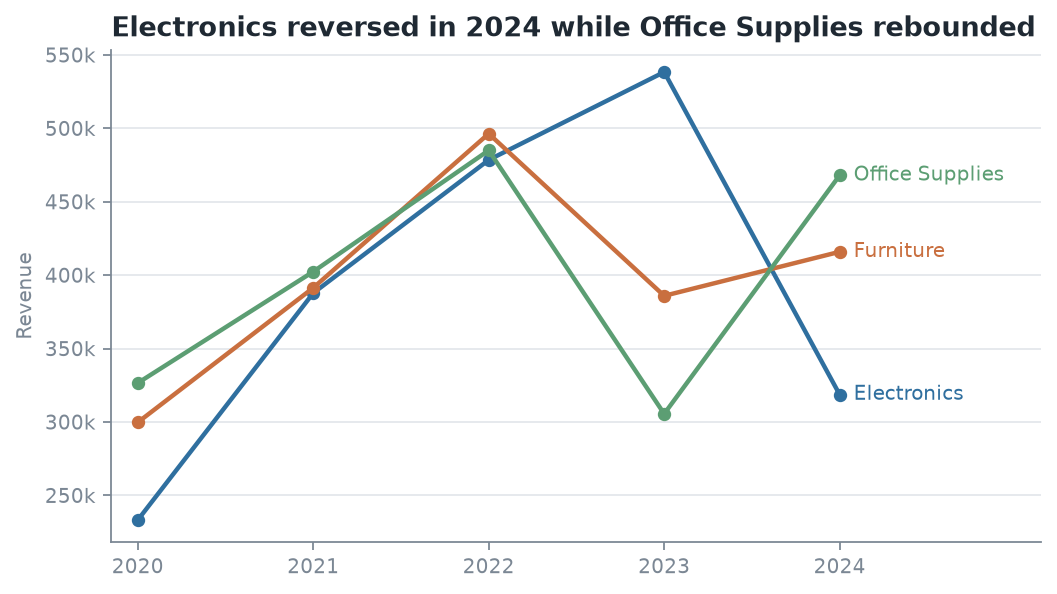 Electronics reversed in 2024 while Office Supplies rebounded
550k
500k
450k
400k
350k
300k
250k
Revenue
Office Supplies
Furniture
Electronics
2020
2021
2022
2023
2024